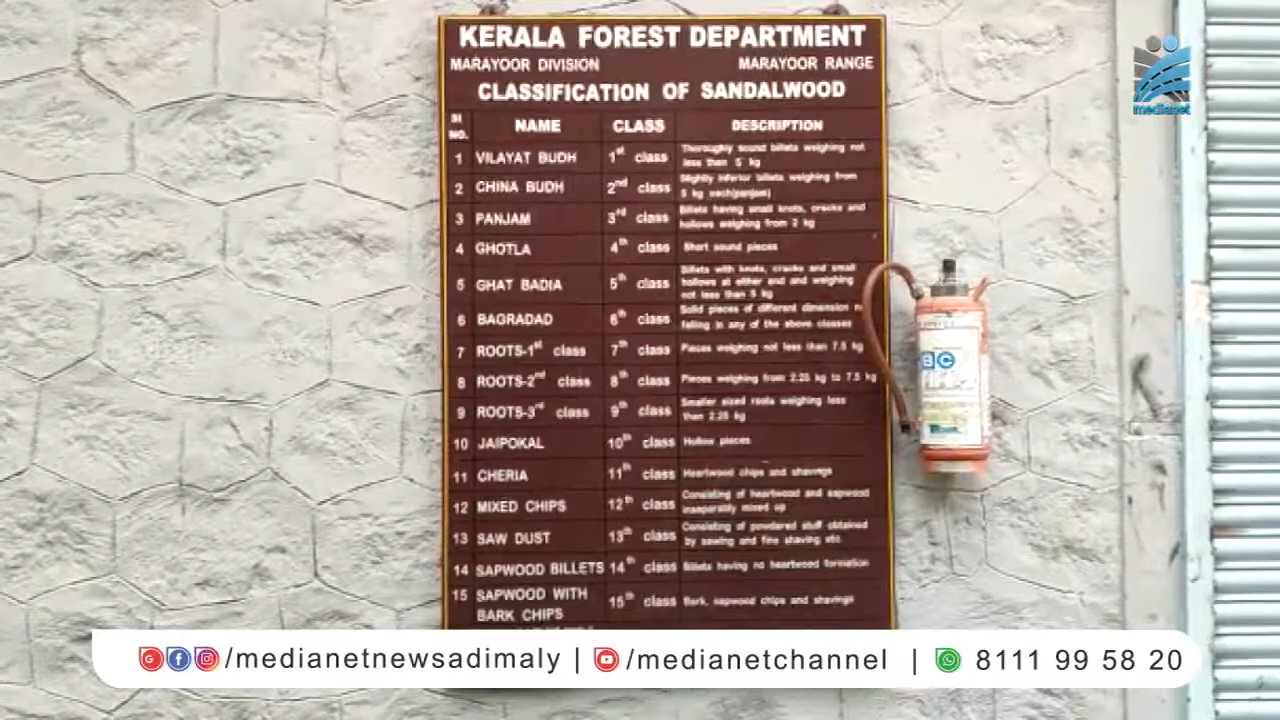 KERALA FOREST DEPARTMENT
MARAYOOR DIVISION MARAYOOR RANGE
CLASSIFICATION OF SANDALWOOD
SI NO. NAME CLASS DESCRIPTION
1 VILAYAT BUDH 1st class Thoroughly sound billets weighing not
less than 5 kg
2 CHINA BUDH 2nd class Slightly inferior billets weighing from
5 kg each(panjam)
3 PANJAM 3rd class Billets having small knots, cracks and
hollows weighing from 2 kg
4 GHOTLA 4th class Short sound pieces
5 GHAT BADIA 5th class Billets with knots, cracks and small
hollows at either end and weighing
not less than 5 kg
6 BAGRADAD 6th class Solid pieces of different dimension
falling in any of the above classes
7 ROOTS-1st class 7th class Pieces weighing not less than 7.5 kg
8 ROOTS-2nd class 8th class Pieces weighing from 2.25 kg to 7.5 kg
9 ROOTS-3rd class 9th class Smaller sized roots weighing less
than 2.25 kg
10 JAIPOKAL 10th class Hollow pieces
11 CHERIA 11th class Heartwood chips and shavings
12 MIXED CHIPS 12th class Consisting of heartwood and sapwood
inseparably mixed up
13 SAW DUST 13th class Consisting of powdered stuff obtained
by sawing and fine shaving etc
14 SAPWOOD BILLETS 14th class Billets having no heartwood formation
15 SAPWOOD WITH
BARK CHIPS 15th class Bark, sapwood chips and shavings
medianet
BC
/medianetnewsadimaly | /medianetchannel | 8111 99 58 20